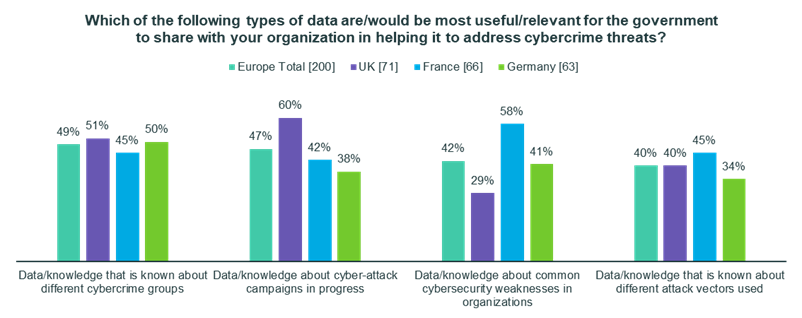 Which of the following types of data are/would be most useful/relevant for the government
to share with your organization in helping it to address cybercrime threats?
Europe Total [200] UK [71] France [66] Germany [63]
49% 51% 45% 50%
47% 60% 42% 38%
42% 29% 58% 41%
40% 40% 45% 34%
Data/knowledge that is known about
different cybercrime groups
Data/knowledge about cyber-attack
campaigns in progress
Data/knowledge about common
cybersecurity weaknesses in
organizations
Data/knowledge that is known about
different attack vectors used